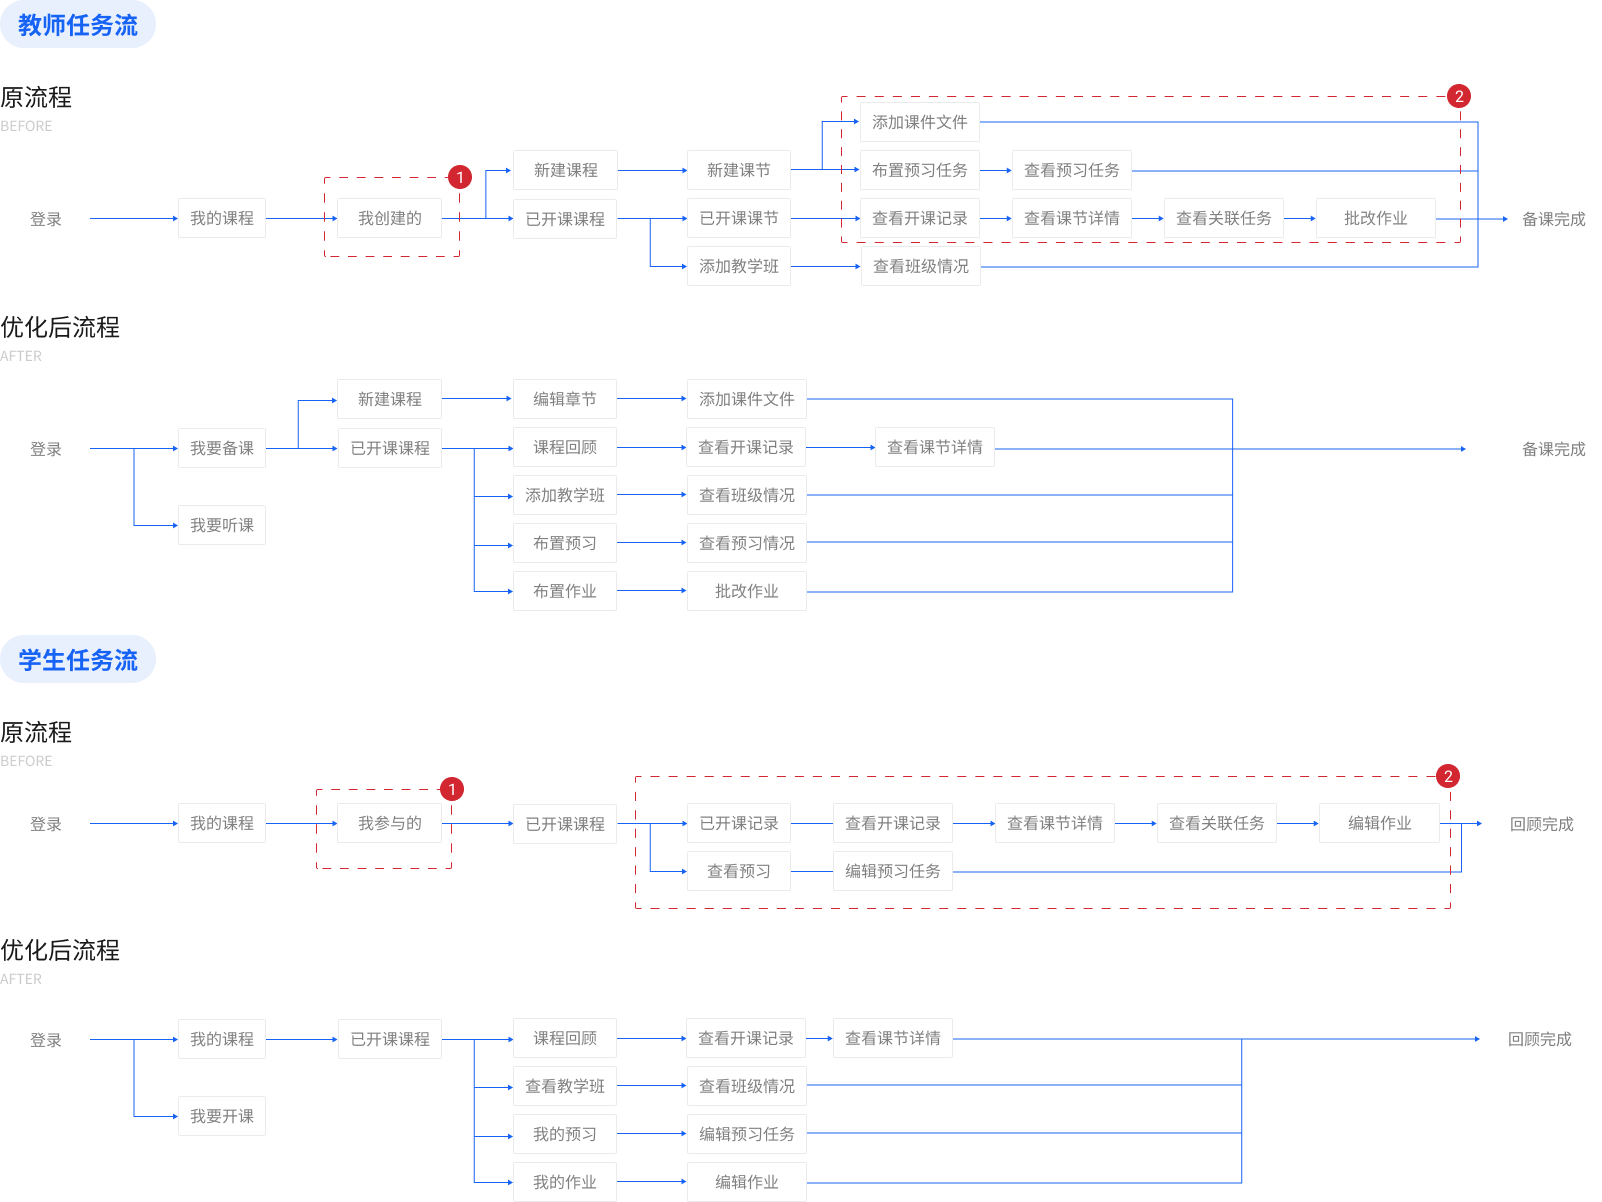 教师任务流
原流程
BEFORE
2
添加课件文件
新建课程
新建课节
布置预习任务
查看预习任务
1
登录
我的课程
我创建的
已开课课程
已开课课节
查看开课记录
查看课节详情
查看关联任务
批改作业
备课完成
添加教学班
查看班级情况
优化后流程
AFTER
新建课程
编辑章节
添加课件文件
登录
我要备课
已开课课程
课程回顾
查看开课记录
查看课节详情
备课完成
添加教学班
查看班级情况
我要听课
布置预习
查看预习情况
布置作业
批改作业
学生任务流
原流程
BEFORE
1
2
登录
我的课程
我参与的
已开课课程
已开课记录
查看开课记录
查看课节详情
查看关联任务
编辑作业
回顾完成
查看预习
编辑预习任务
优化后流程
AFTER
登录
我的课程
已开课课程
课程回顾
查看开课记录
查看课节详情
回顾完成
查看教学班
查看班级情况
我要开课
我的预习
编辑预习任务
我的作业
编辑作业